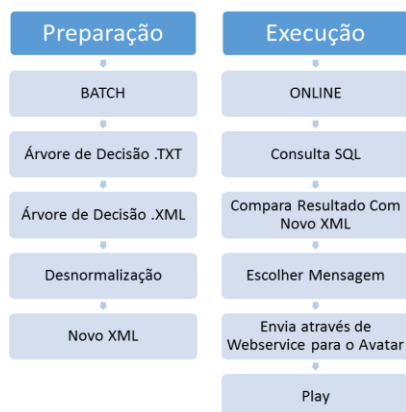 Preparação
BATCH
Árvore de Decisão .TXT
Árvore de Decisão .XML
Desnormalização
Novo XML
Execução
ONLINE
Consulta SQL
Compara Resultado Com
Novo XML
Escolher Mensagem
Envia através de
Webservice para o Avatar
Play